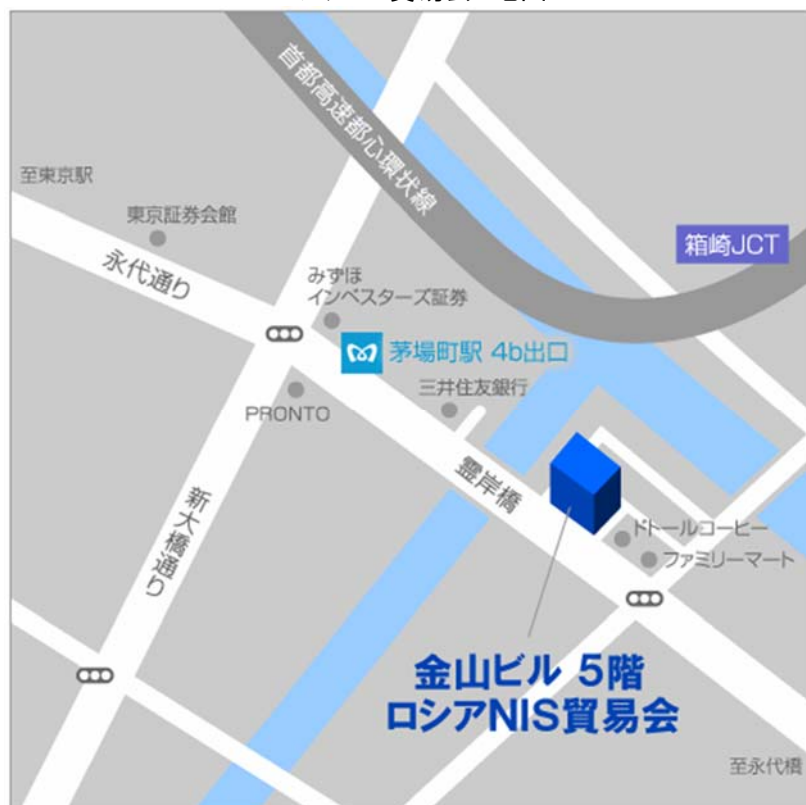 首都高速都心環状線
至東京駅
東京証券会館
箱崎JCT
永代通り
みずほ
インベスターズ証券
茅場町駅 4b出口
三井住友銀行
PRONTO
霊岸橋
新大橋通り
ドトールコーヒー
ファミリーマート
金山ビル 5階
ロシアNIS貿易会
至永代橋